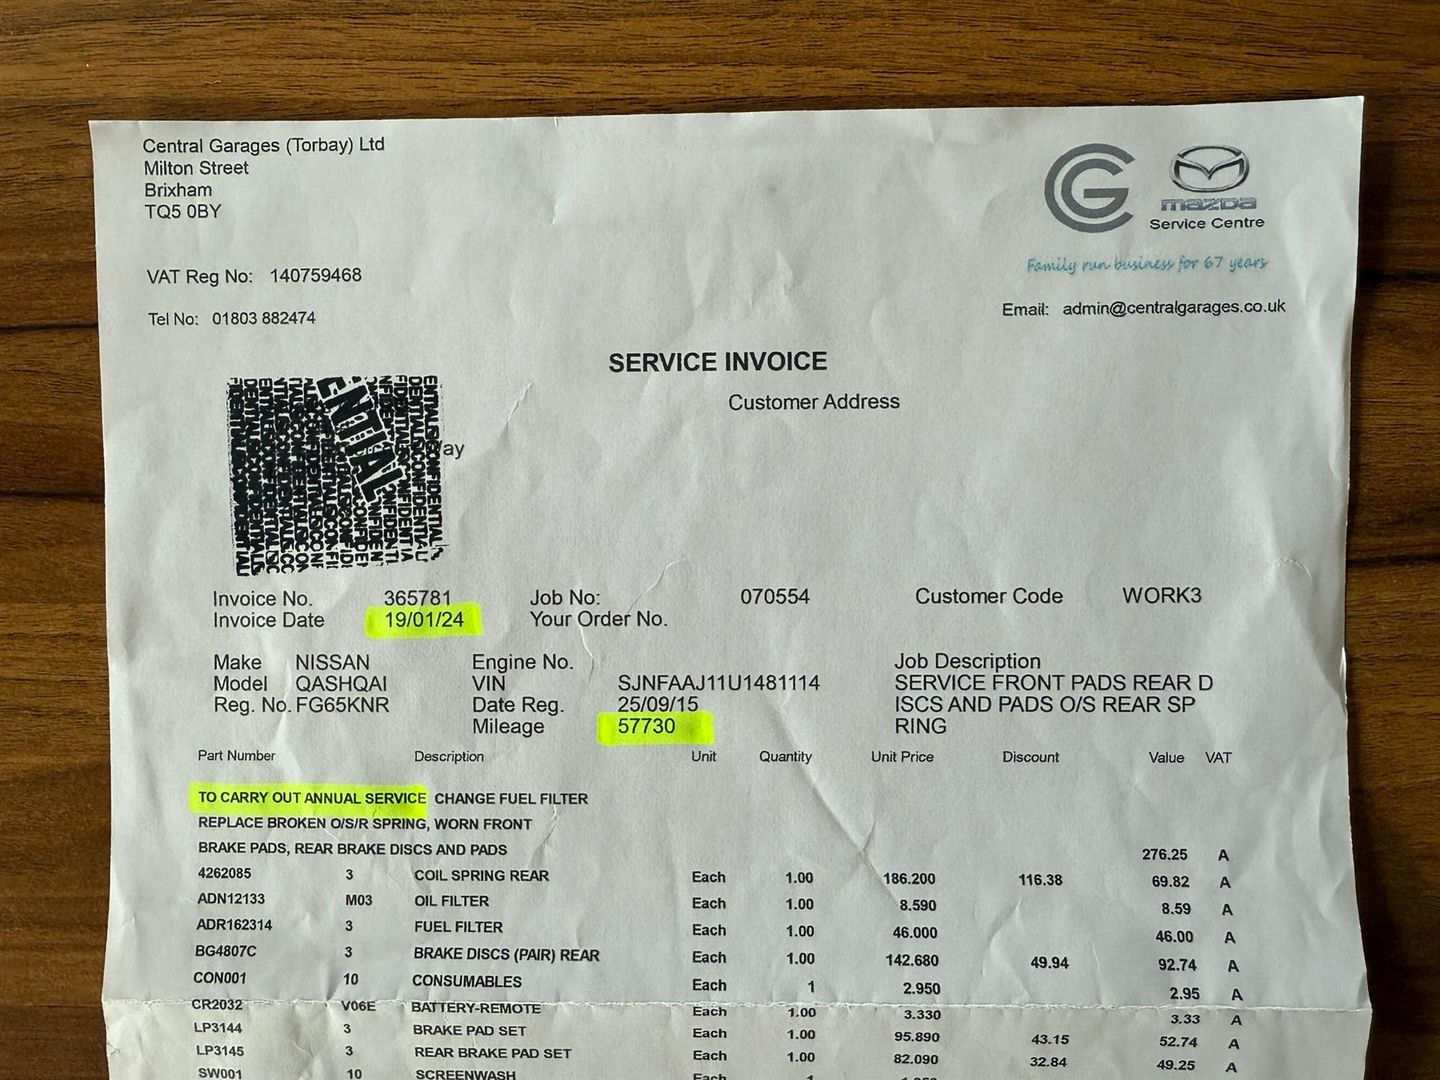 Central Garages (Torbay) Ltd
Milton Street
Brixham
TQ5 0BY
mazda
Service Centre
Family run business for 67 years
VAT Reg No: 140759468
Email: admin@centralgarages.co.uk
Tel No: 01803 882474
SERVICE INVOICE
Customer Address
Invoice No. 365781 Job No: 070554 Customer Code WORK3
Invoice Date 19/01/24 Your Order No.
Make NISSAN Engine No. Job Description
Model QASHQAI VIN SJNFAAJ11U1481114 SERVICE FRONT PADS REAR D
Reg. No. FG65KNR Date Reg. 25/09/15 ISCS AND PADS O/S REAR SP
Mileage 57730 RING
Part Number Description Unit Quantity Unit Price Discount Value VAT
TO CARRY OUT ANNUAL SERVICE CHANGE FUEL FILTER
REPLACE BROKEN O/S/R SPRING, WORN FRONT
BRAKE PADS, REAR BRAKE DISCS AND PADS 276.25 A
4262085 3 COIL SPRING REAR Each 1.00 186.200 116.38 69.82 A
ADN12133 M03 OIL FILTER Each 1.00 8.590 8.59 A
ADR162314 3 FUEL FILTER Each 1.00 46.000 46.00 A
BG4807C 3 BRAKE DISCS (PAIR) REAR Each 1.00 142.680 49.94 92.74 A
CON001 10 CONSUMABLES Each 1 2.950 2.95 A
CR2032 V06E BATTERY-REMOTE Each 1.00 3.330 3.33 A
LP3144 3 BRAKE PAD SET Each 1.00 95.890 43.15 52.74 A
LP3145 3 REAR BRAKE PAD SET Each 1.00 82.090 32.84 49.25 A
SW001 10 SCREENWASH Each 1